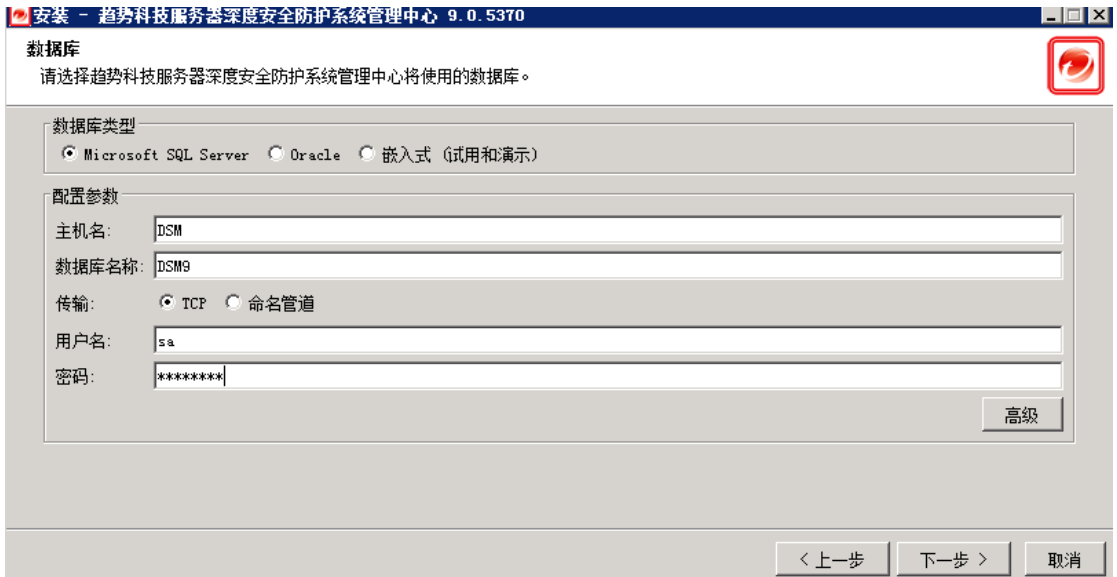 安装 - 趋势科技服务器深度安全防护系统管理中心 9.0.5370
数据库
请选择趋势科技服务器深度安全防护系统管理中心将使用的数据库。
数据库类型
Microsoft SQL Server Oracle 嵌入式 (试用和演示)
配置参数
主机名: DSM
数据库名称: DSM9
传输: TCP 命名管道
用户名: sa
密码: ********
高级
< 上一步 下一步 > 取消